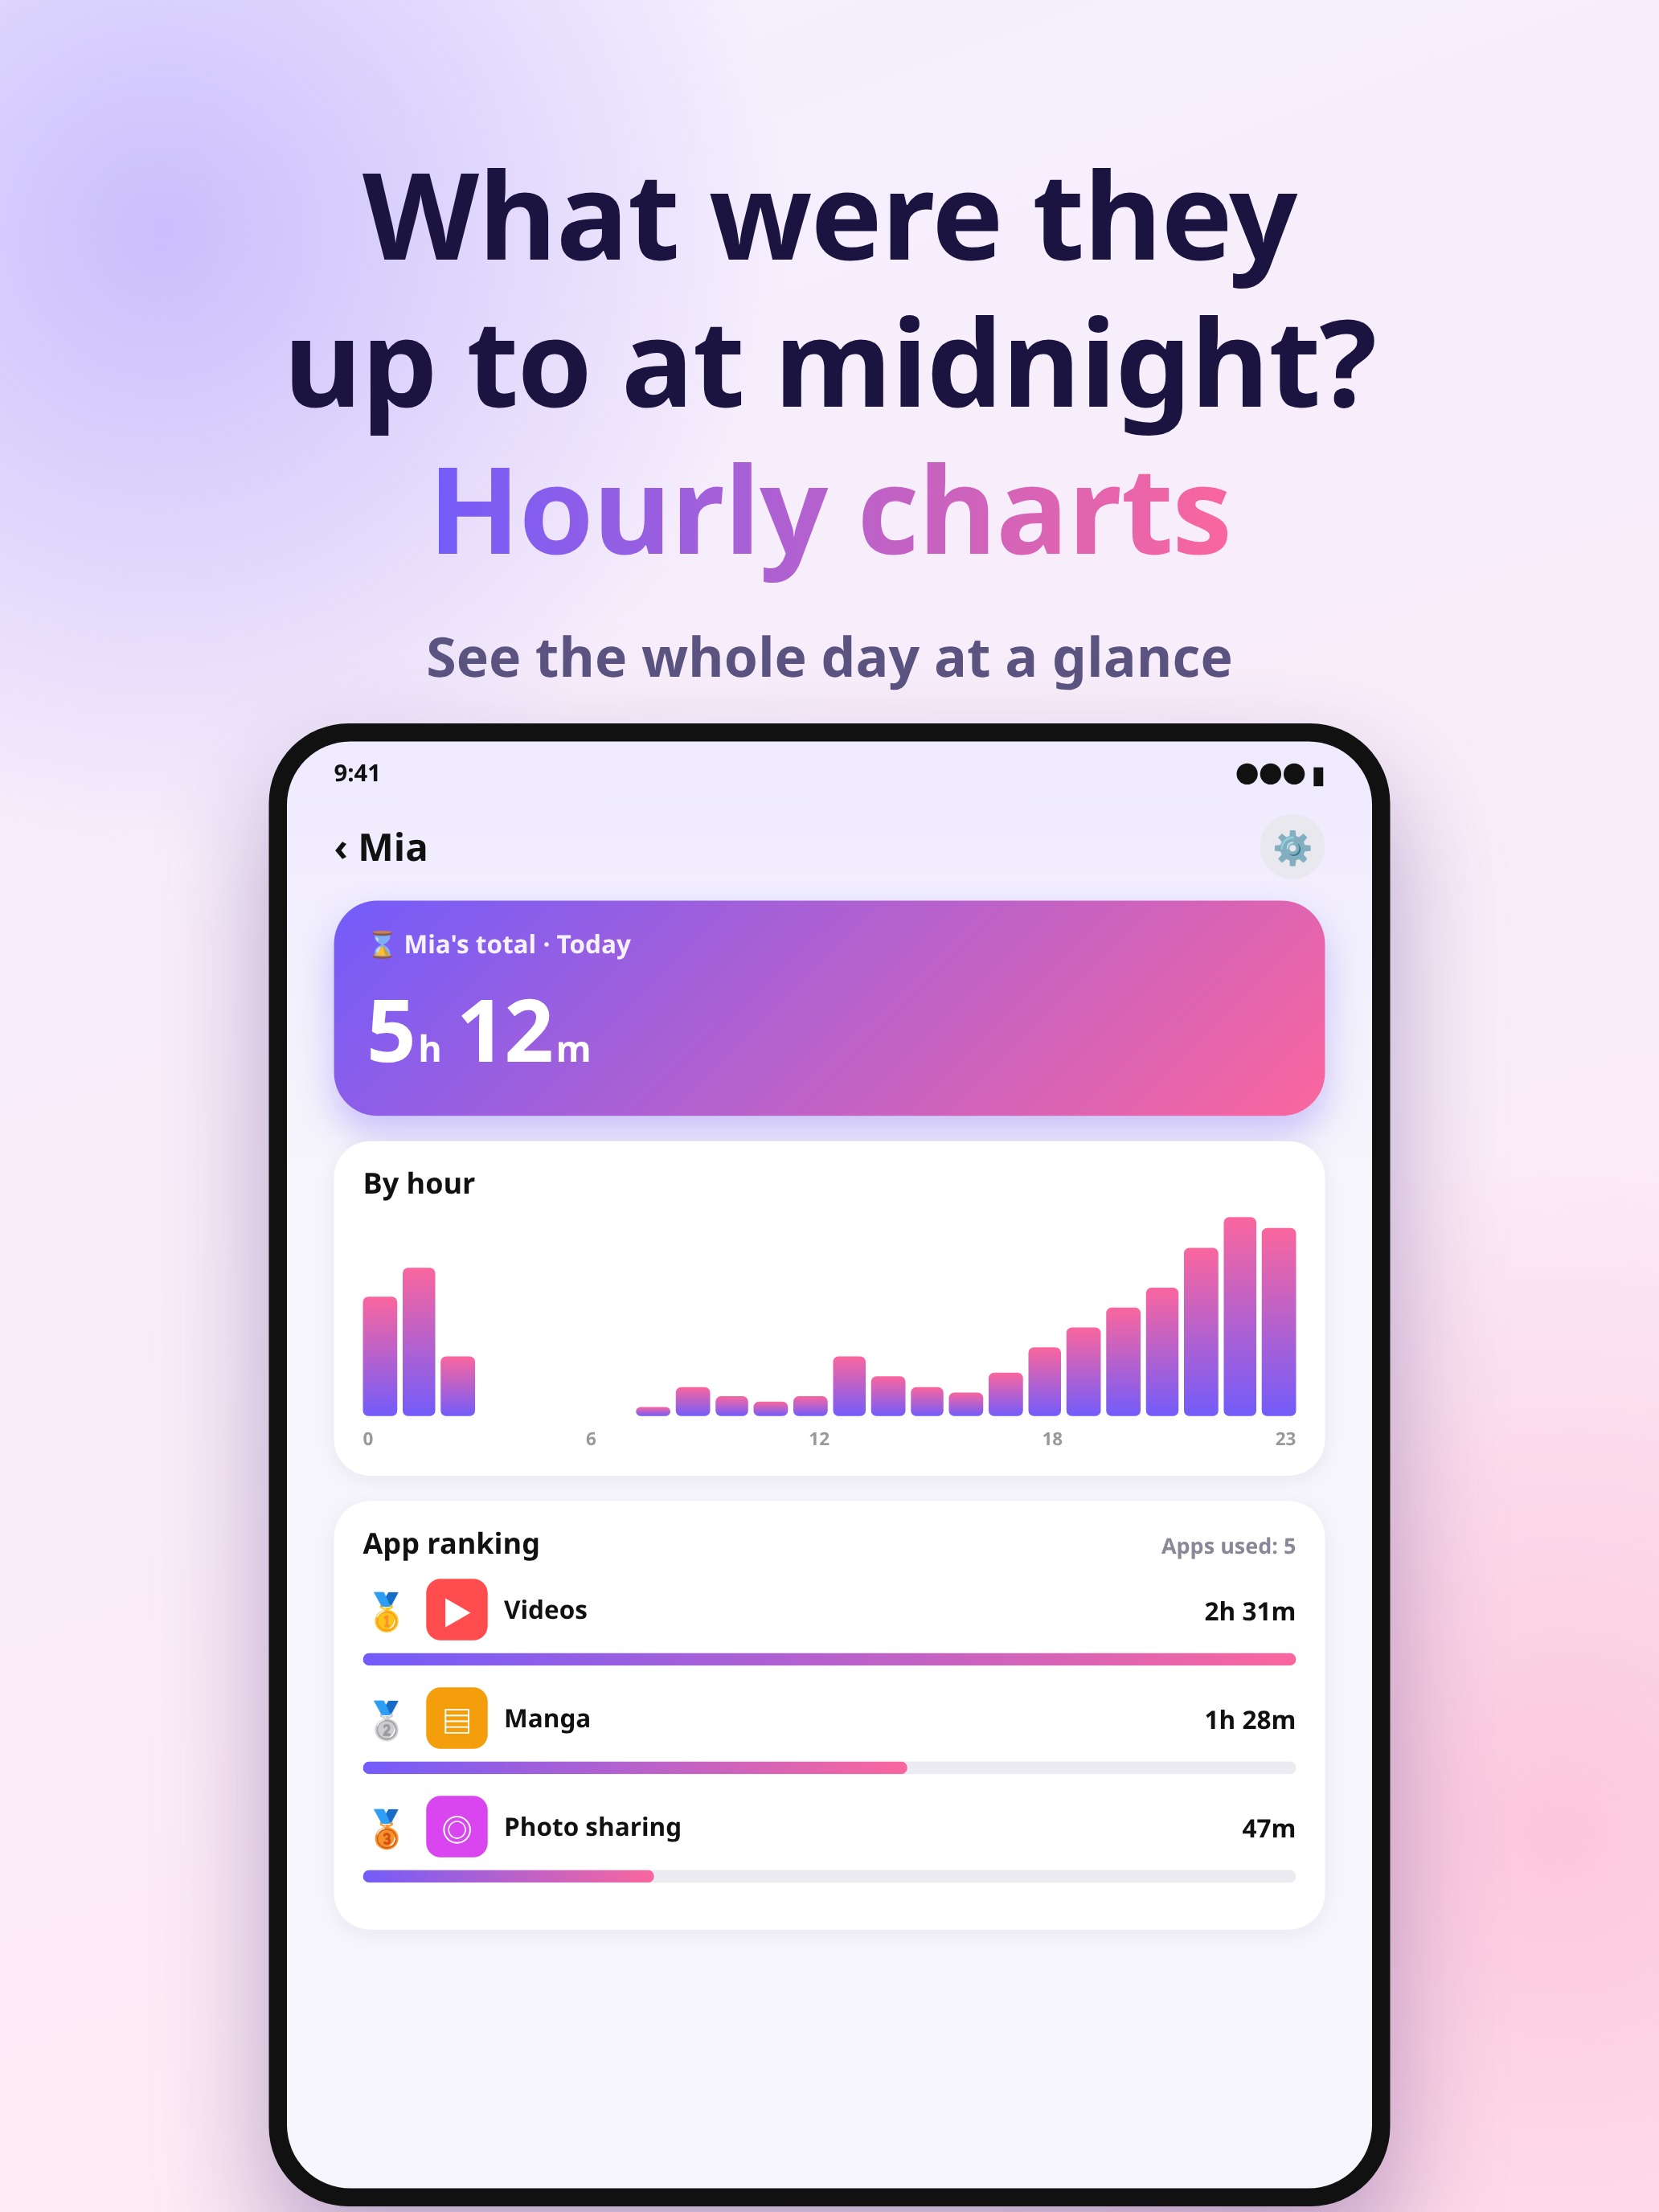 What were they
up to at midnight?
Hourly charts
See the whole day at a glance
9:41
‹ Mia
⌛ Mia's total · Today
5h 12m
By hour
0 6 12 18 23
App ranking Apps used: 5
🥇 Videos 2h 31m
🥈 Manga 1h 28m
🥉 Photo sharing 47m